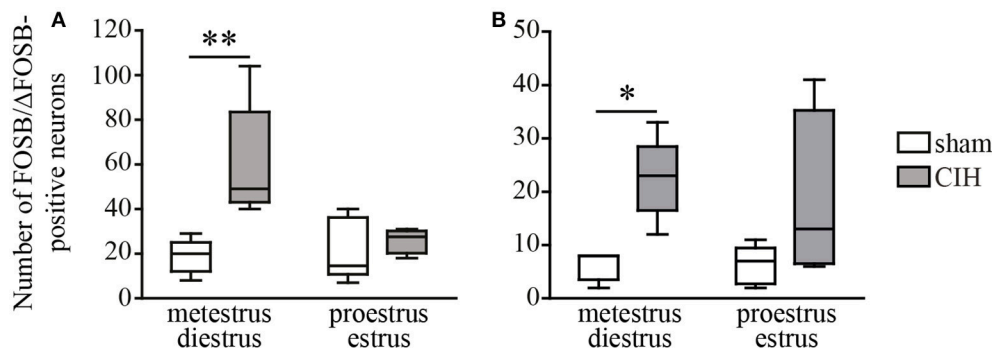 A
Number of FOSB/ΔFOSB-
positive neurons
120
100
80
60
40
20
0
**
metestrus
diestrus
proestrus
estrus
B
50
40
30
20
10
0
*
metestrus
diestrus
proestrus
estrus
sham
CIH